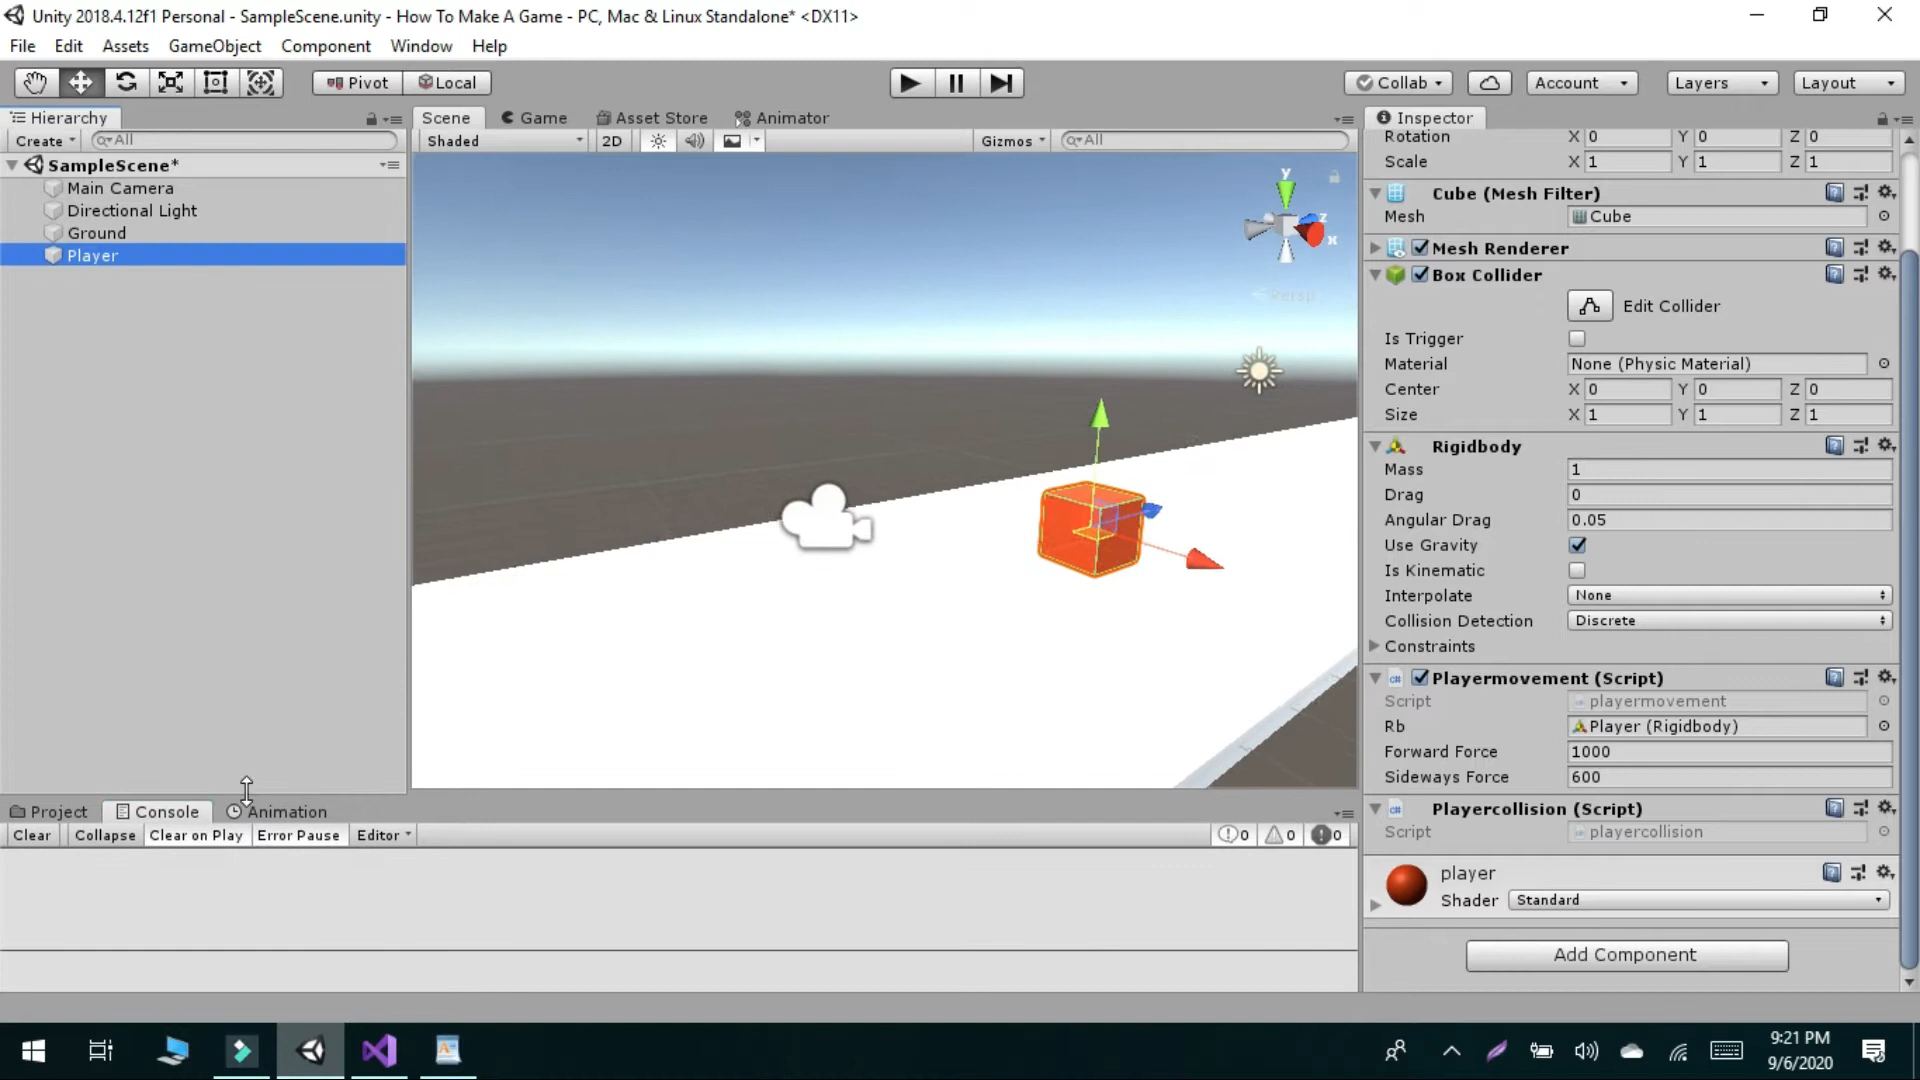 Unity 2018.4.12f1 Personal - SampleScene.unity - How To Make A Game - PC, Mac & Linux Standalone* <DX11>
File Edit Assets GameObject Component Window Help
Pivot Local Collab Account Layers Layout
Hierarchy Scene Game Asset Store Animator Inspector
Create All Shaded 2D Gizmos All
Rotation X 0 Y 0 Z 0
SampleScene*
Scale X 1 Y 1 Z 1
Main Camera
Directional Light
Ground
Player
y
z
x
Persp
Cube (Mesh Filter)
Mesh Cube
Mesh Renderer
Box Collider
Edit Collider
Is Trigger
Material None (Physic Material)
Center X 0 Y 0 Z 0
Size X 1 Y 1 Z 1
Rigidbody
Mass 1
Drag 0
Angular Drag 0.05
Use Gravity
Is Kinematic
Interpolate None
Collision Detection Discrete
Constraints
c# Playermovement (Script)
Script playermovement
Rb Player (Rigidbody)
Forward Force 1000
Sideways Force 600
c# Playercollision (Script)
Script playercollision
player
Shader Standard
Add Component
Project Console Animation
Clear Collapse Clear on Play Error Pause Editor 0 0 0
9:21 PM
9/6/2020